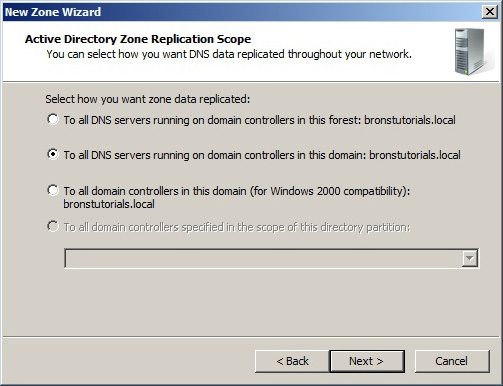 New Zone Wizard
Active Directory Zone Replication Scope
You can select how you want DNS data replicated throughout your network.
Select how you want zone data replicated:
To all DNS servers running on domain controllers in this forest: bronstutorials.local
To all DNS servers running on domain controllers in this domain: bronstutorials.local
To all domain controllers in this domain (for Windows 2000 compatibility):
bronstutorials.local
To all domain controllers specified in the scope of this directory partition:
< Back
Next >
Cancel